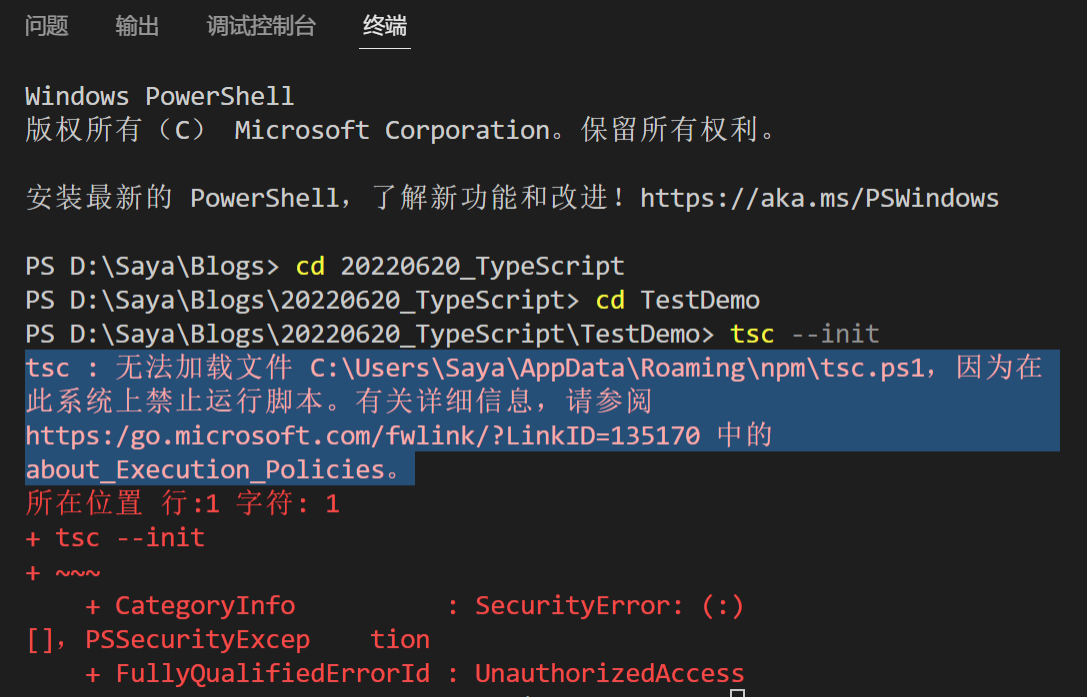 问题 输出 调试控制台 终端
Windows PowerShell
版权所有（C） Microsoft Corporation。保留所有权利。
安装最新的 PowerShell，了解新功能和改进！https://aka.ms/PSWindows
PS D:\Saya\Blogs> cd 20220620_TypeScript
PS D:\Saya\Blogs\20220620_TypeScript> cd TestDemo
PS D:\Saya\Blogs\20220620_TypeScript\TestDemo> tsc --init
tsc : 无法加载文件 C:\Users\Saya\AppData\Roaming\npm\tsc.ps1，因为在
此系统上禁止运行脚本。有关详细信息，请参阅
https:/go.microsoft.com/fwlink/?LinkID=135170 中的
about_Execution_Policies。
所在位置 行:1 字符: 1
+ tsc --init
+ ~~~
    + CategoryInfo          : SecurityError: (:)
[]，PSSecurityExcep    tion
    + FullyQualifiedErrorId : UnauthorizedAccess